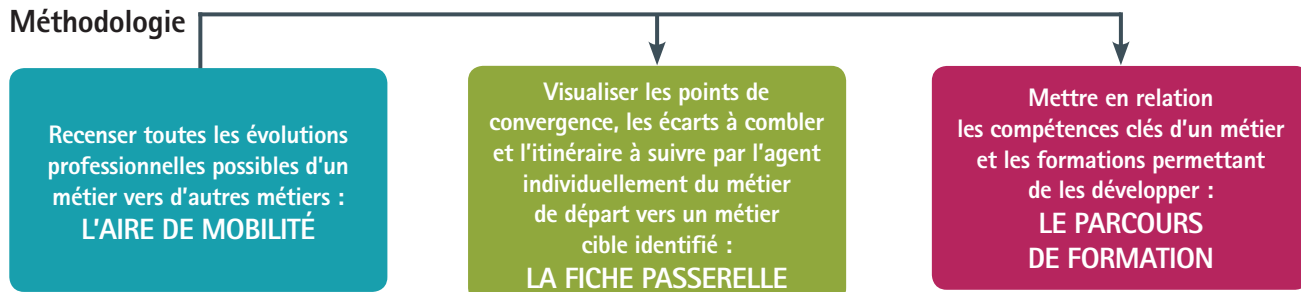 Méthodologie
Recenser toutes les évolutions
professionnelles possibles d'un
métier vers d'autres métiers :
L'AIRE DE MOBILITÉ
Visualiser les points de
convergence, les écarts à combler
et l'itinéraire à suivre par l'agent
individuellement du métier
de départ vers un métier
cible identifié :
LA FICHE PASSERELLE
Mettre en relation
les compétences clés d'un métier
et les formations permettant
de les développer :
LE PARCOURS
DE FORMATION